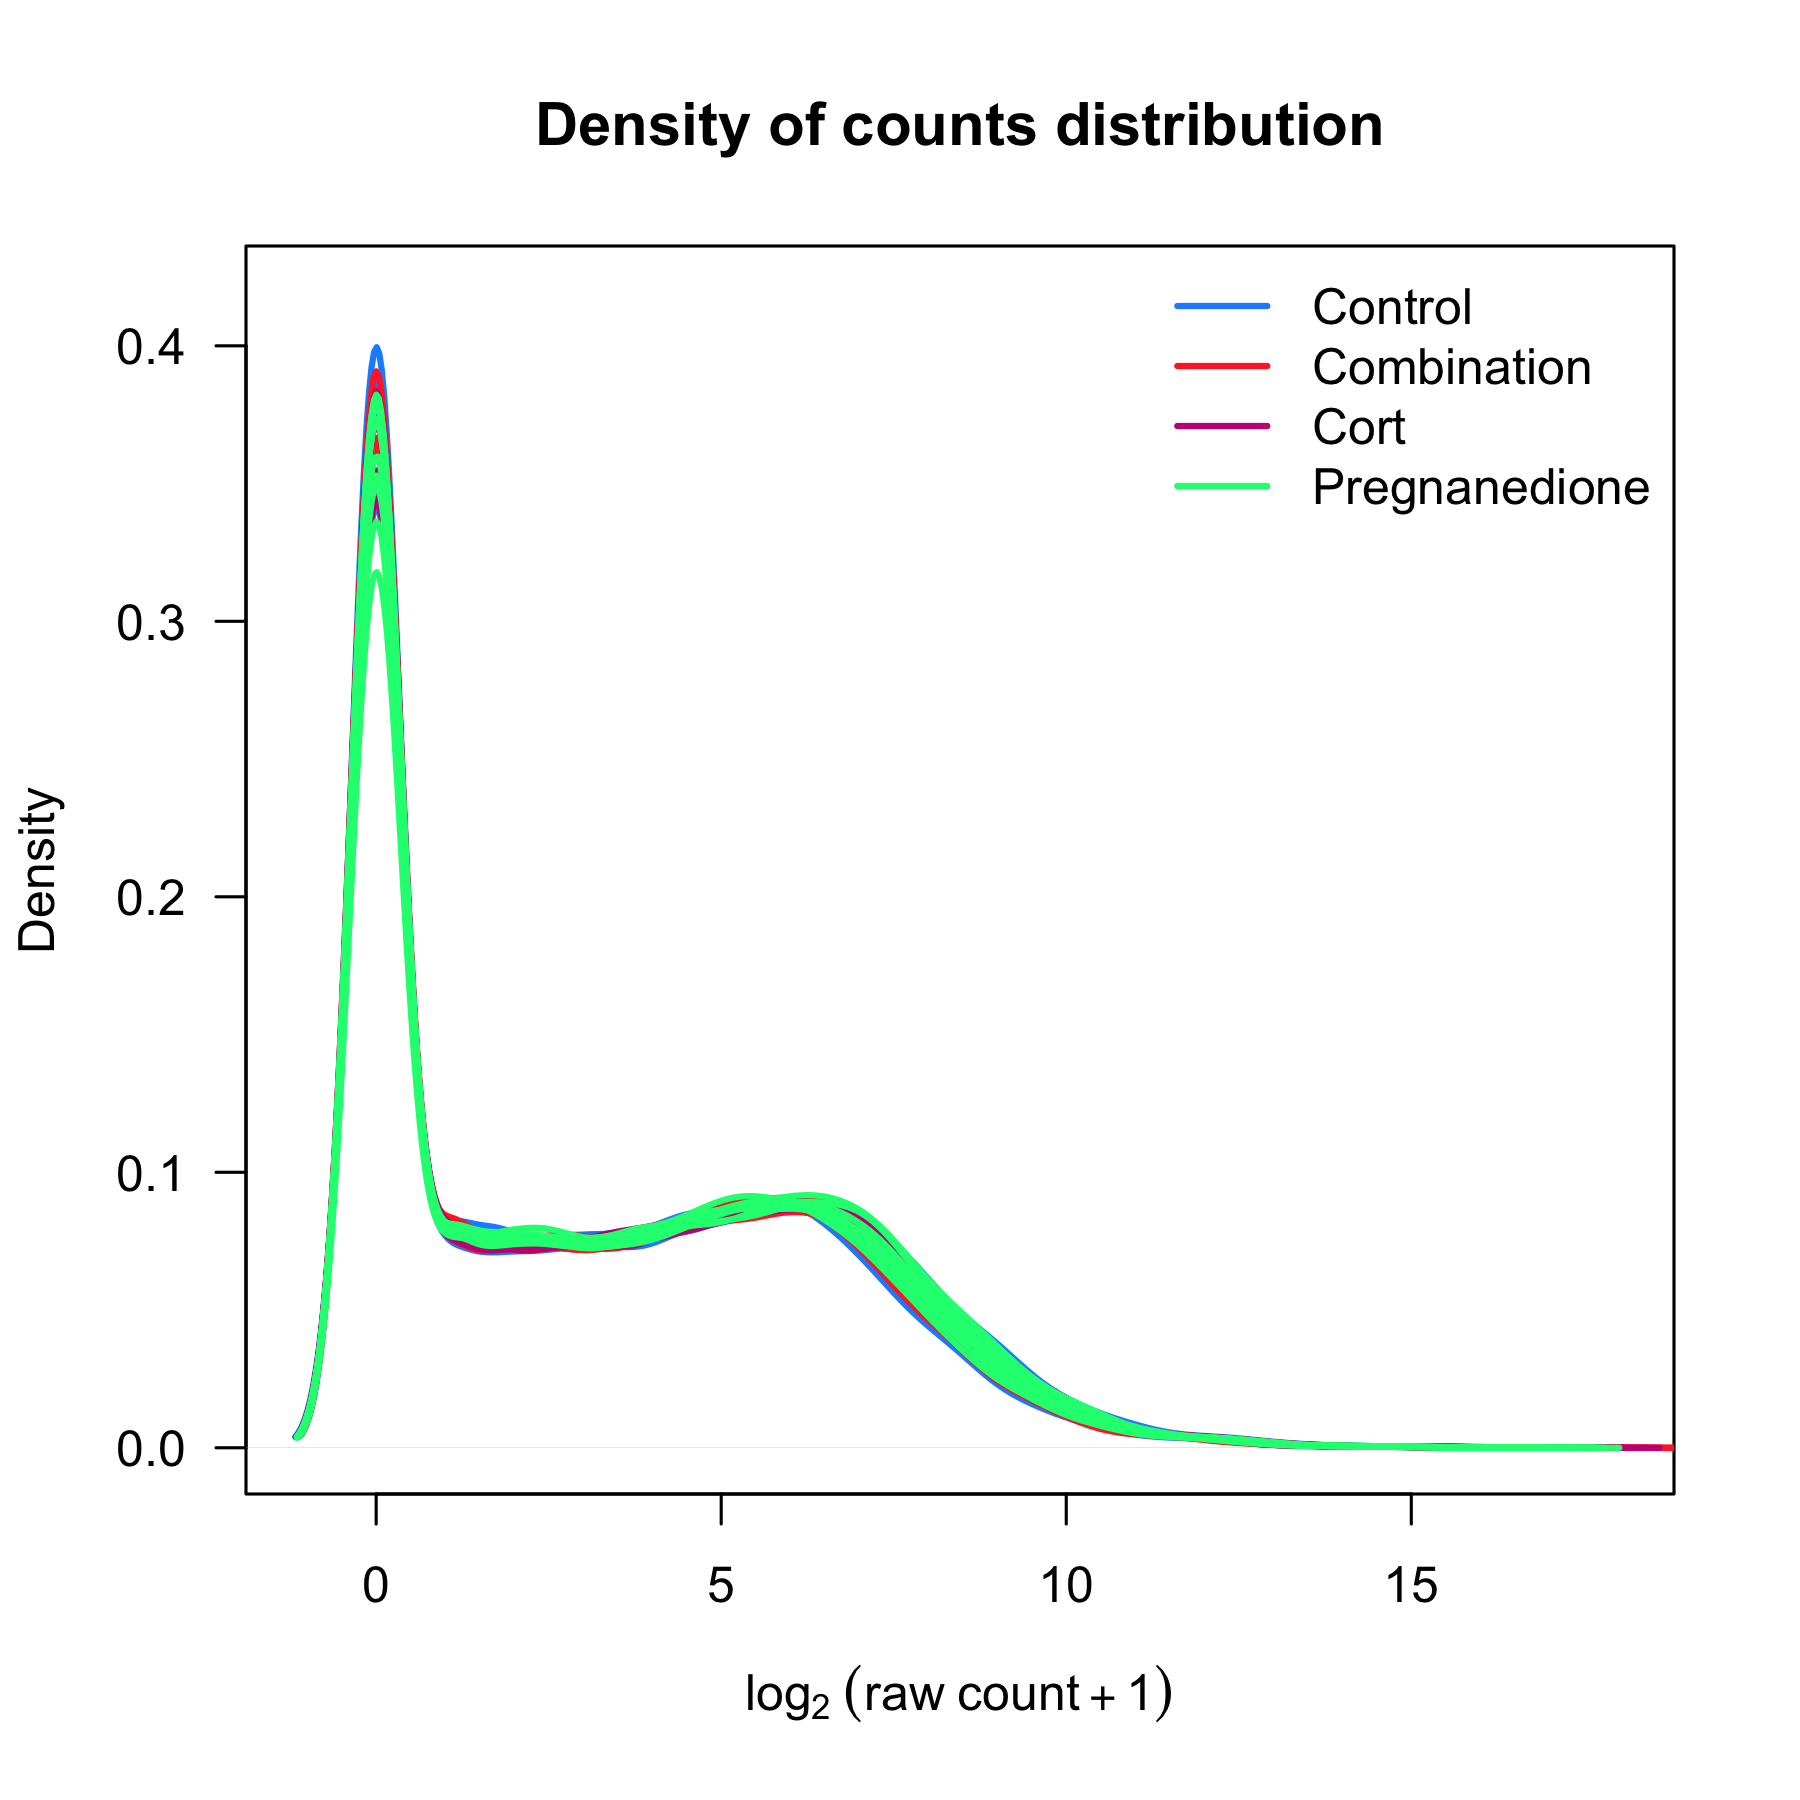 Density of counts distribution
Control
Combination
Cort
Pregnanedione
0.4
0.3
0.2
0.1
0.0
Density
0 5 10 15
log₂ (raw count + 1)